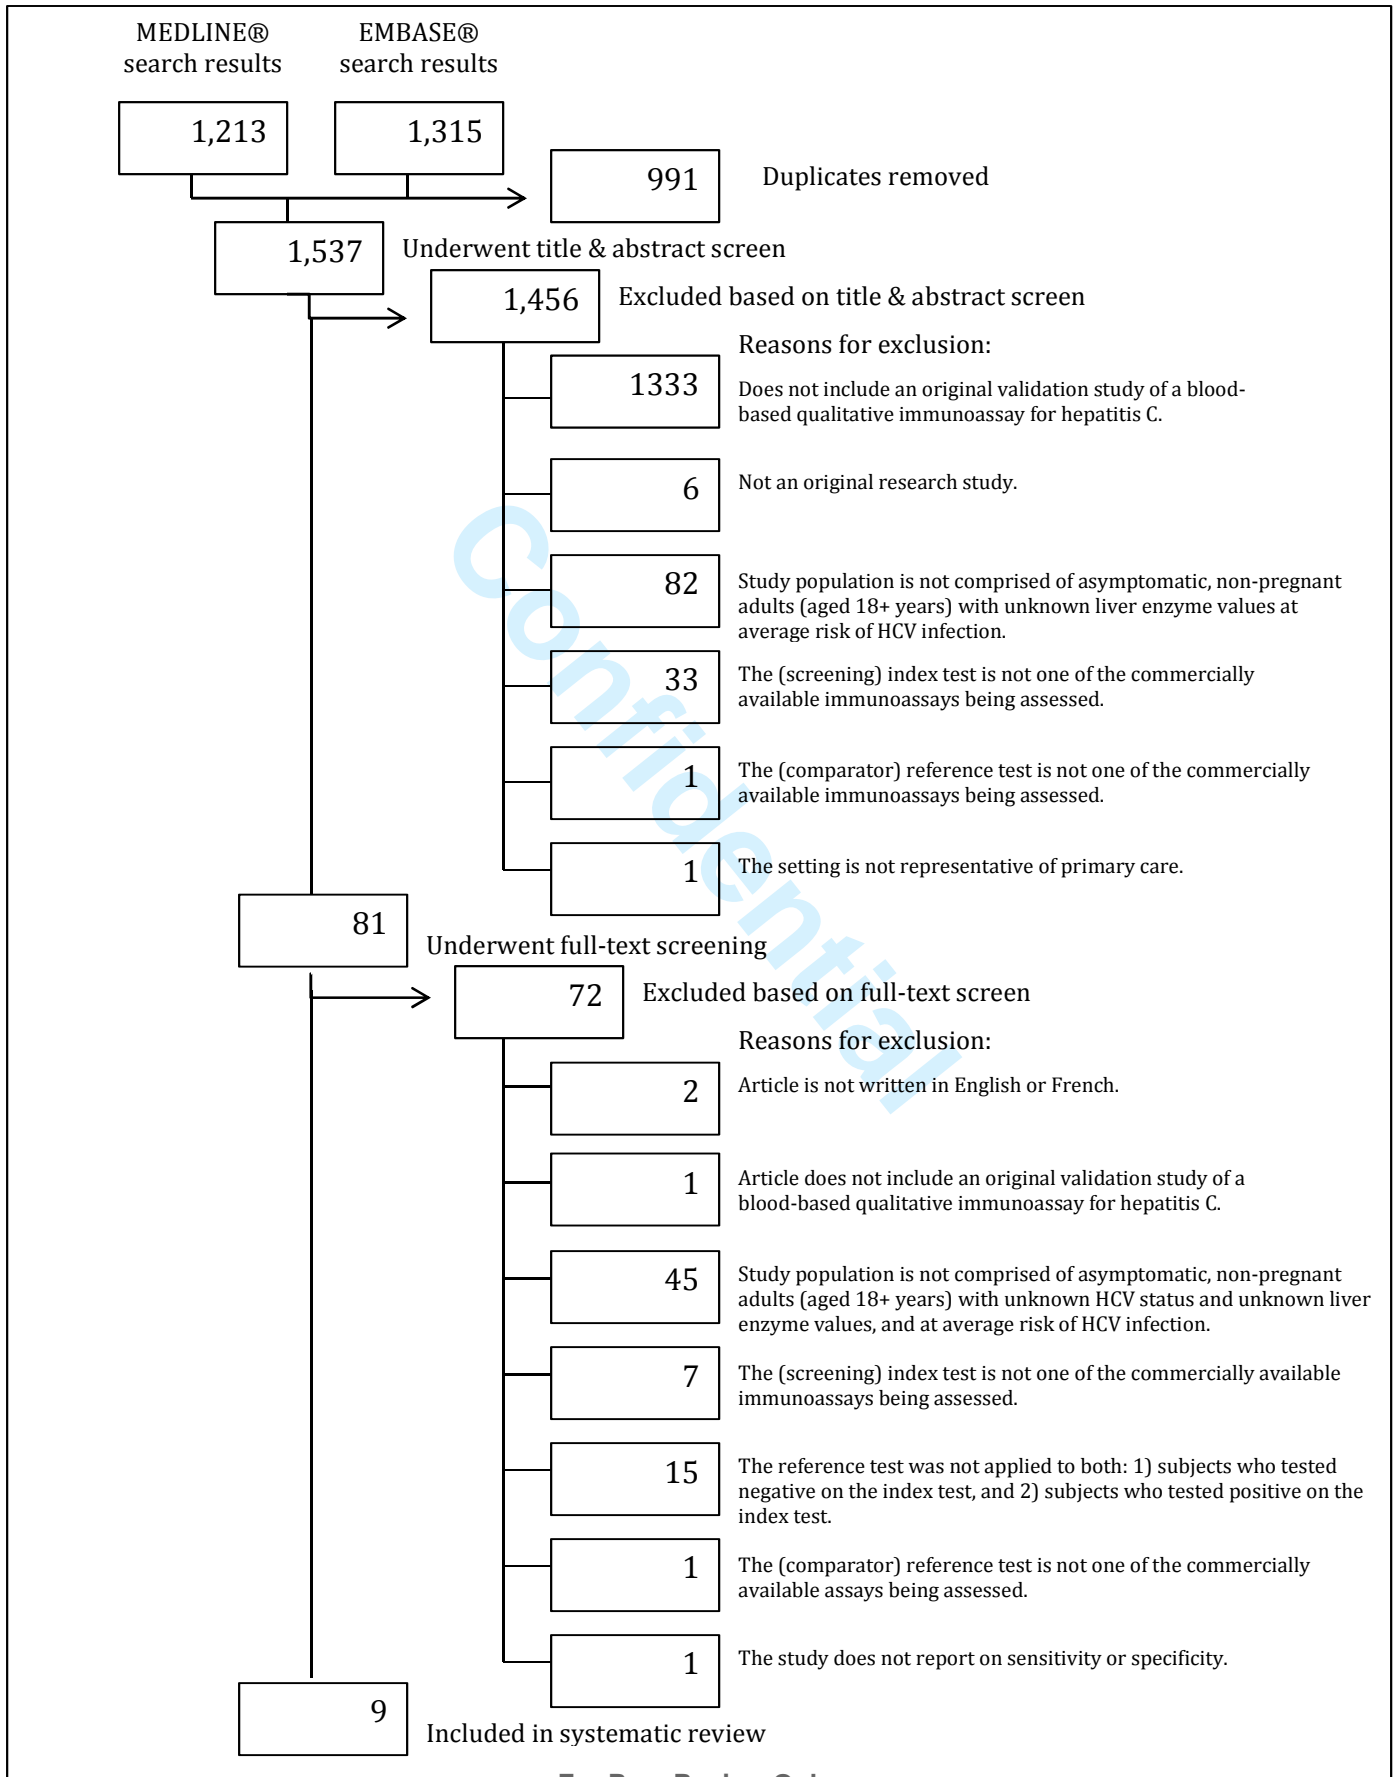 MEDLINE®
search results
EMBASE®
search results
1,213
1,315
991
Duplicates removed
1,537
Underwent title & abstract screen
1,456
Excluded based on title & abstract screen
Reasons for exclusion:
1333
Does not include an original validation study of a blood-
based qualitative immunoassay for hepatitis C.
6
Not an original research study.
82
Study population is not comprised of asymptomatic, non-pregnant
adults (aged 18+ years) with unknown liver enzyme values at
average risk of HCV infection.
33
The (screening) index test is not one of the commercially
available immunoassays being assessed.
1
The (comparator) reference test is not one of the commercially
available immunoassays being assessed.
1
The setting is not representative of primary care.
81
Underwent full-text screening
72
Excluded based on full-text screen
Reasons for exclusion:
2
Article is not written in English or French.
1
Article does not include an original validation study of a
blood-based qualitative immunoassay for hepatitis C.
45
Study population is not comprised of asymptomatic, non-pregnant
adults (aged 18+ years) with unknown HCV status and unknown liver
enzyme values, and at average risk of HCV infection.
7
The (screening) index test is not one of the commercially available
immunoassays being assessed.
15
The reference test was not applied to both: 1) subjects who tested
negative on the index test, and 2) subjects who tested positive on the
index test.
1
The (comparator) reference test is not one of the commercially
available assays being assessed.
1
The study does not report on sensitivity or specificity.
9
Included in systematic review
Confidential